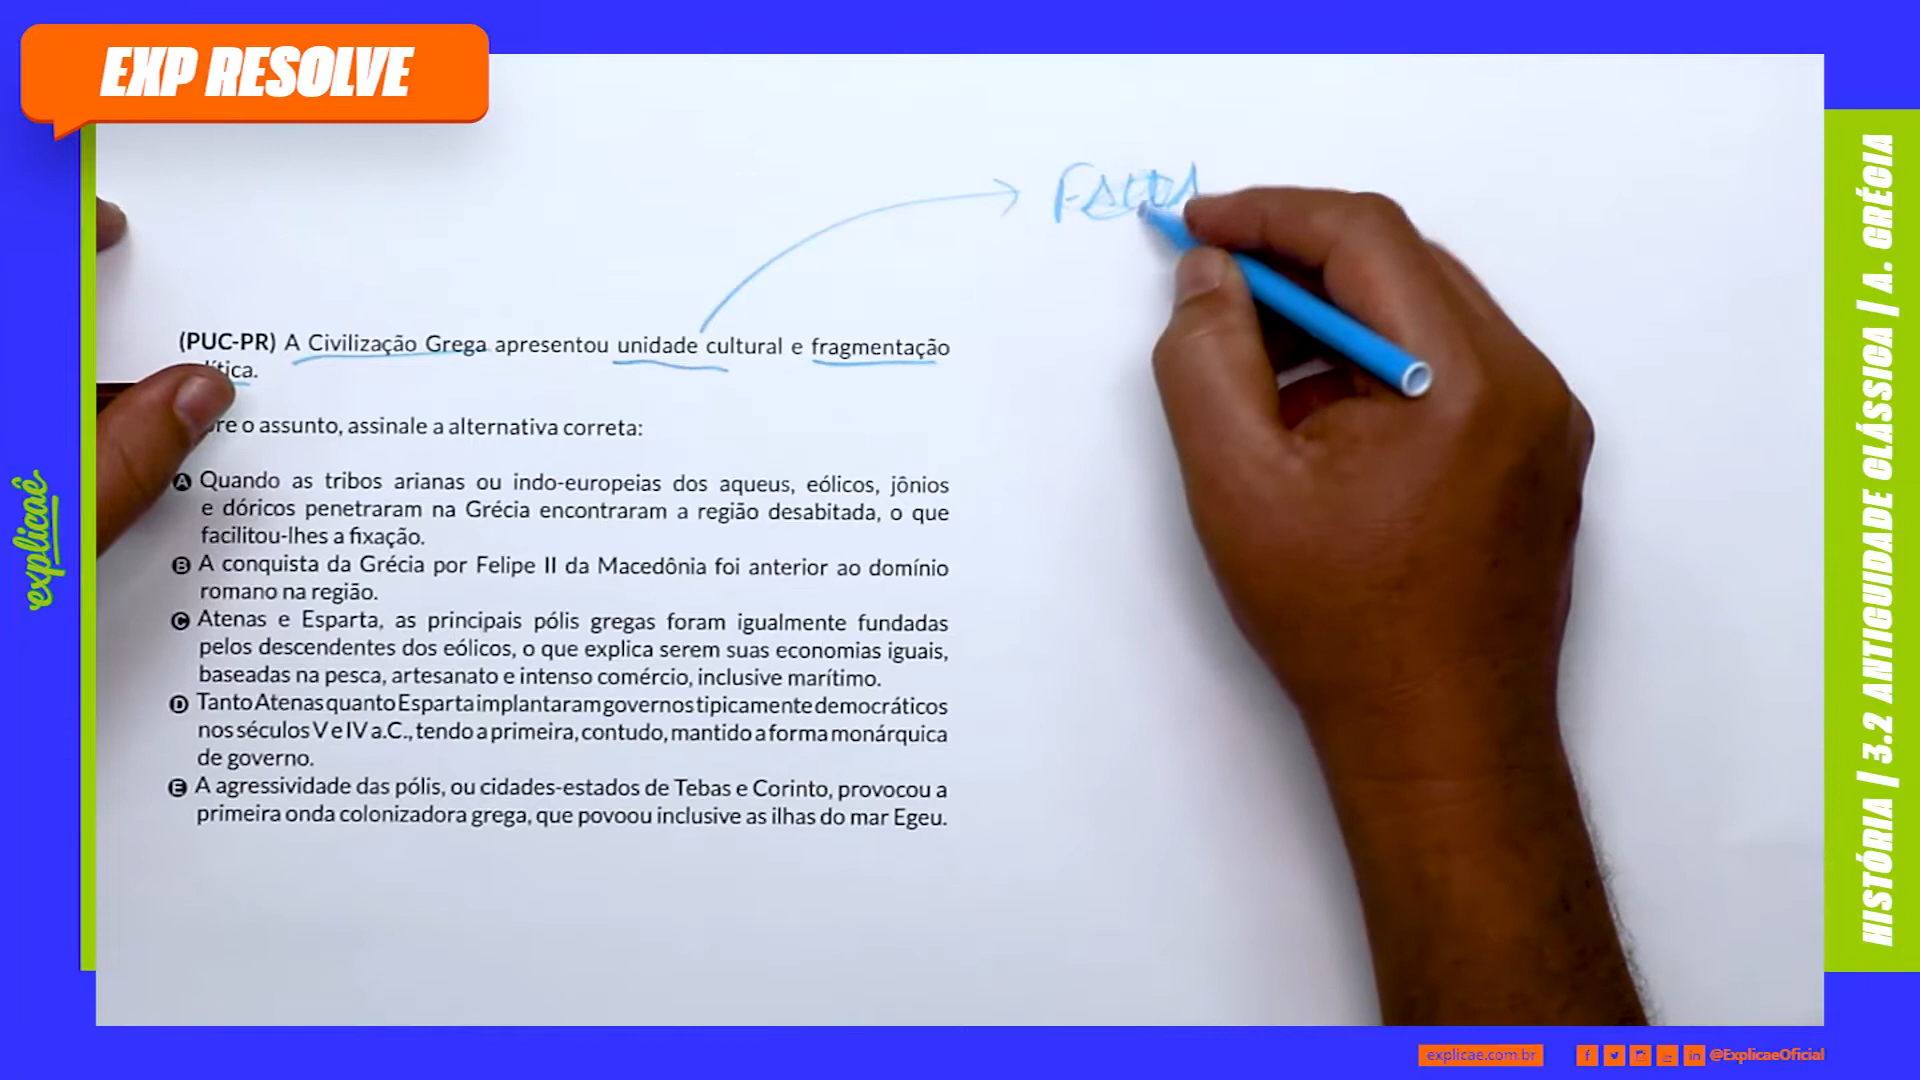 EXP RESOLVE
(PUC-PR) A Civilização Grega apresentou unidade cultural e fragmentação
ítica.
re o assunto, assinale a alternativa correta:
A Quando as tribos arianas ou indo-europeias dos aqueus, eólicos, jônios
e dóricos penetraram na Grécia encontraram a região desabitada, o que
facilitou-lhes a fixação.
B A conquista da Grécia por Felipe II da Macedônia foi anterior ao domínio
romano na região.
C Atenas e Esparta, as principais pólis gregas foram igualmente fundadas
pelos descendentes dos eólicos, o que explica serem suas economias iguais,
baseadas na pesca, artesanato e intenso comércio, inclusive marítimo.
D Tanto Atenas quanto Esparta implantaram governos tipicamente democráticos
nos séculos V e IV a.C., tendo a primeira, contudo, mantido a forma monárquica
de governo.
E A agressividade das pólis, ou cidades-estados de Tebas e Corinto, provocou a
primeira onda colonizadora grega, que povoou inclusive as ilhas do mar Egeu.
explicaê
HISTÓRIA | 3.2 ANTIGUIDADE CLÁSSICA | A. GRÉCIA
explicae.com.br
@ExplicaeOficial